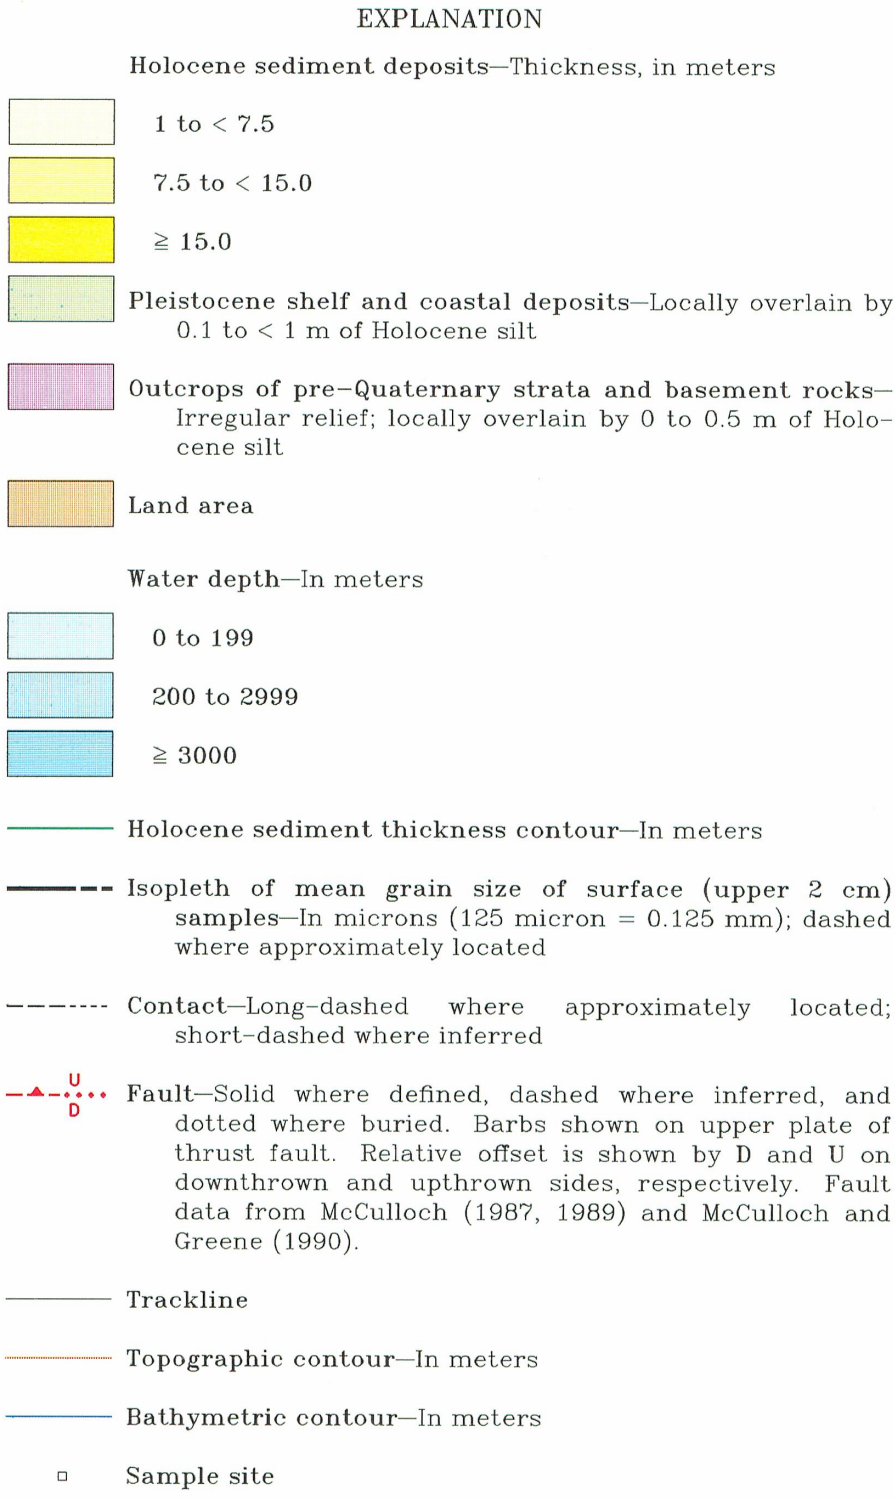 EXPLANATION
Holocene sediment deposits—Thickness, in meters
1 to < 7.5
7.5 to < 15.0
≧ 15.0
Pleistocene shelf and coastal deposits—Locally overlain by
0.1 to < 1 m of Holocene silt
Outcrops of pre-Quaternary strata and basement rocks—
Irregular relief; locally overlain by 0 to 0.5 m of Holo-
cene silt
Land area
Water depth—In meters
0 to 199
200 to 2999
≧ 3000
Holocene sediment thickness contour—In meters
Isopleth of mean grain size of surface (upper 2 cm)
samples—In microns (125 micron = 0.125 mm); dashed
where approximately located
Contact—Long-dashed where approximately located;
short-dashed where inferred
U
D
Fault—Solid where defined, dashed where inferred, and
dotted where buried. Barbs shown on upper plate of
thrust fault. Relative offset is shown by D and U on
downthrown and upthrown sides, respectively. Fault
data from McCulloch (1987, 1989) and McCulloch and
Greene (1990).
Trackline
Topographic contour—In meters
Bathymetric contour—In meters
Sample site